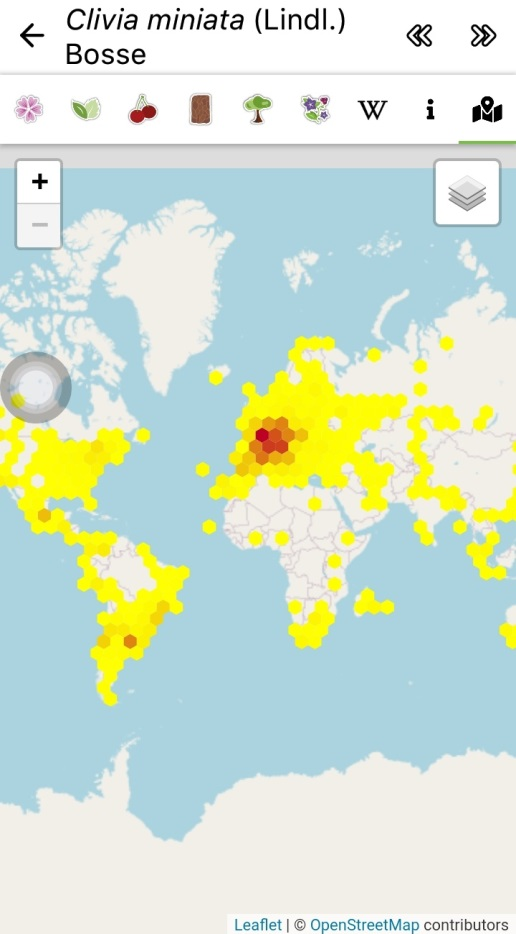 Clivia miniata (Lindl.)
Bosse
W
i
+
−
Leaflet | © OpenStreetMap contributors